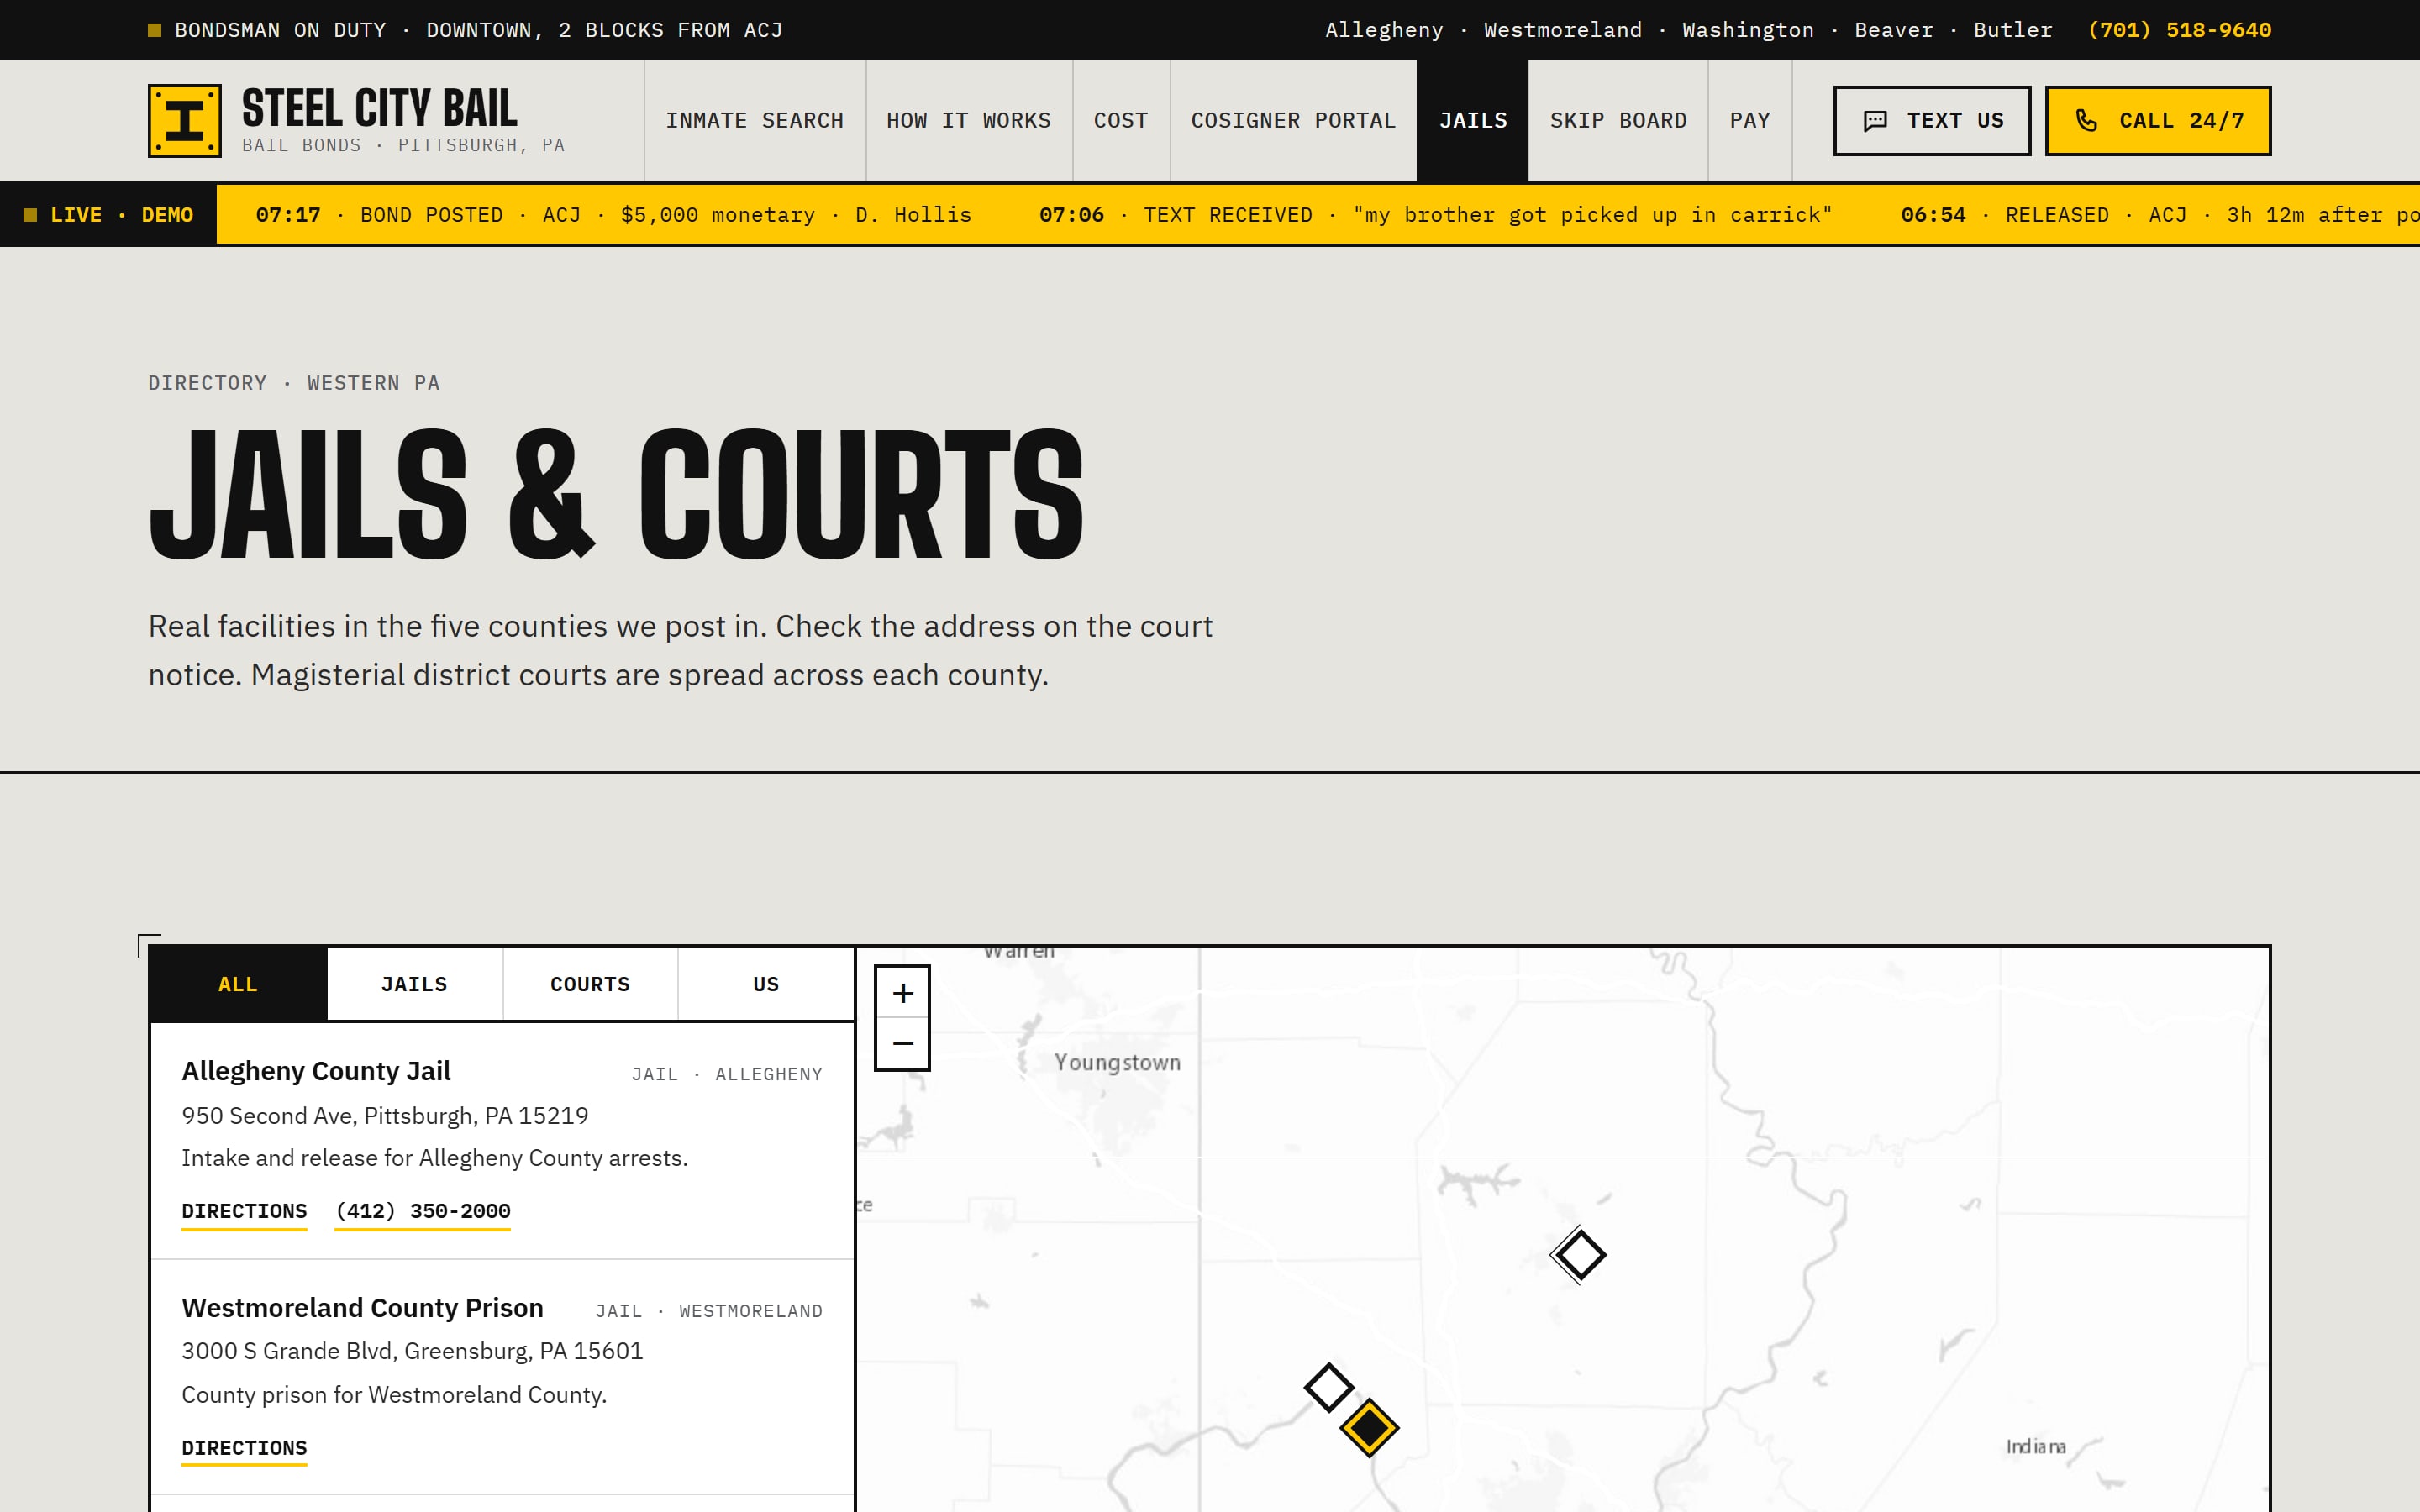 BONDSMAN ON DUTY · DOWNTOWN, 2 BLOCKS FROM ACJ
Allegheny · Westmoreland · Washington · Beaver · Butler (701) 518-9640
STEEL CITY BAIL
BAIL BONDS · PITTSBURGH, PA
INMATE SEARCH
HOW IT WORKS
COST
COSIGNER PORTAL
JAILS
SKIP BOARD
PAY
TEXT US
CALL 24/7
LIVE · DEMO
07:17 · BOND POSTED · ACJ · $5,000 monetary · D. Hollis
07:06 · TEXT RECEIVED · "my brother got picked up in carrick"
06:54 · RELEASED · ACJ · 3h 12m after
DIRECTORY · WESTERN PA
JAILS & COURTS
Real facilities in the five counties we post in. Check the address on the court
notice. Magisterial district courts are spread across each county.
ALL
JAILS
COURTS
US
Allegheny County Jail
JAIL · ALLEGHENY
950 Second Ave, Pittsburgh, PA 15219
Intake and release for Allegheny County arrests.
DIRECTIONS
(412) 350-2000
Westmoreland County Prison
JAIL · WESTMORELAND
3000 S Grande Blvd, Greensburg, PA 15601
County prison for Westmoreland County.
DIRECTIONS
+
−
Warren
Youngstown
Indiana